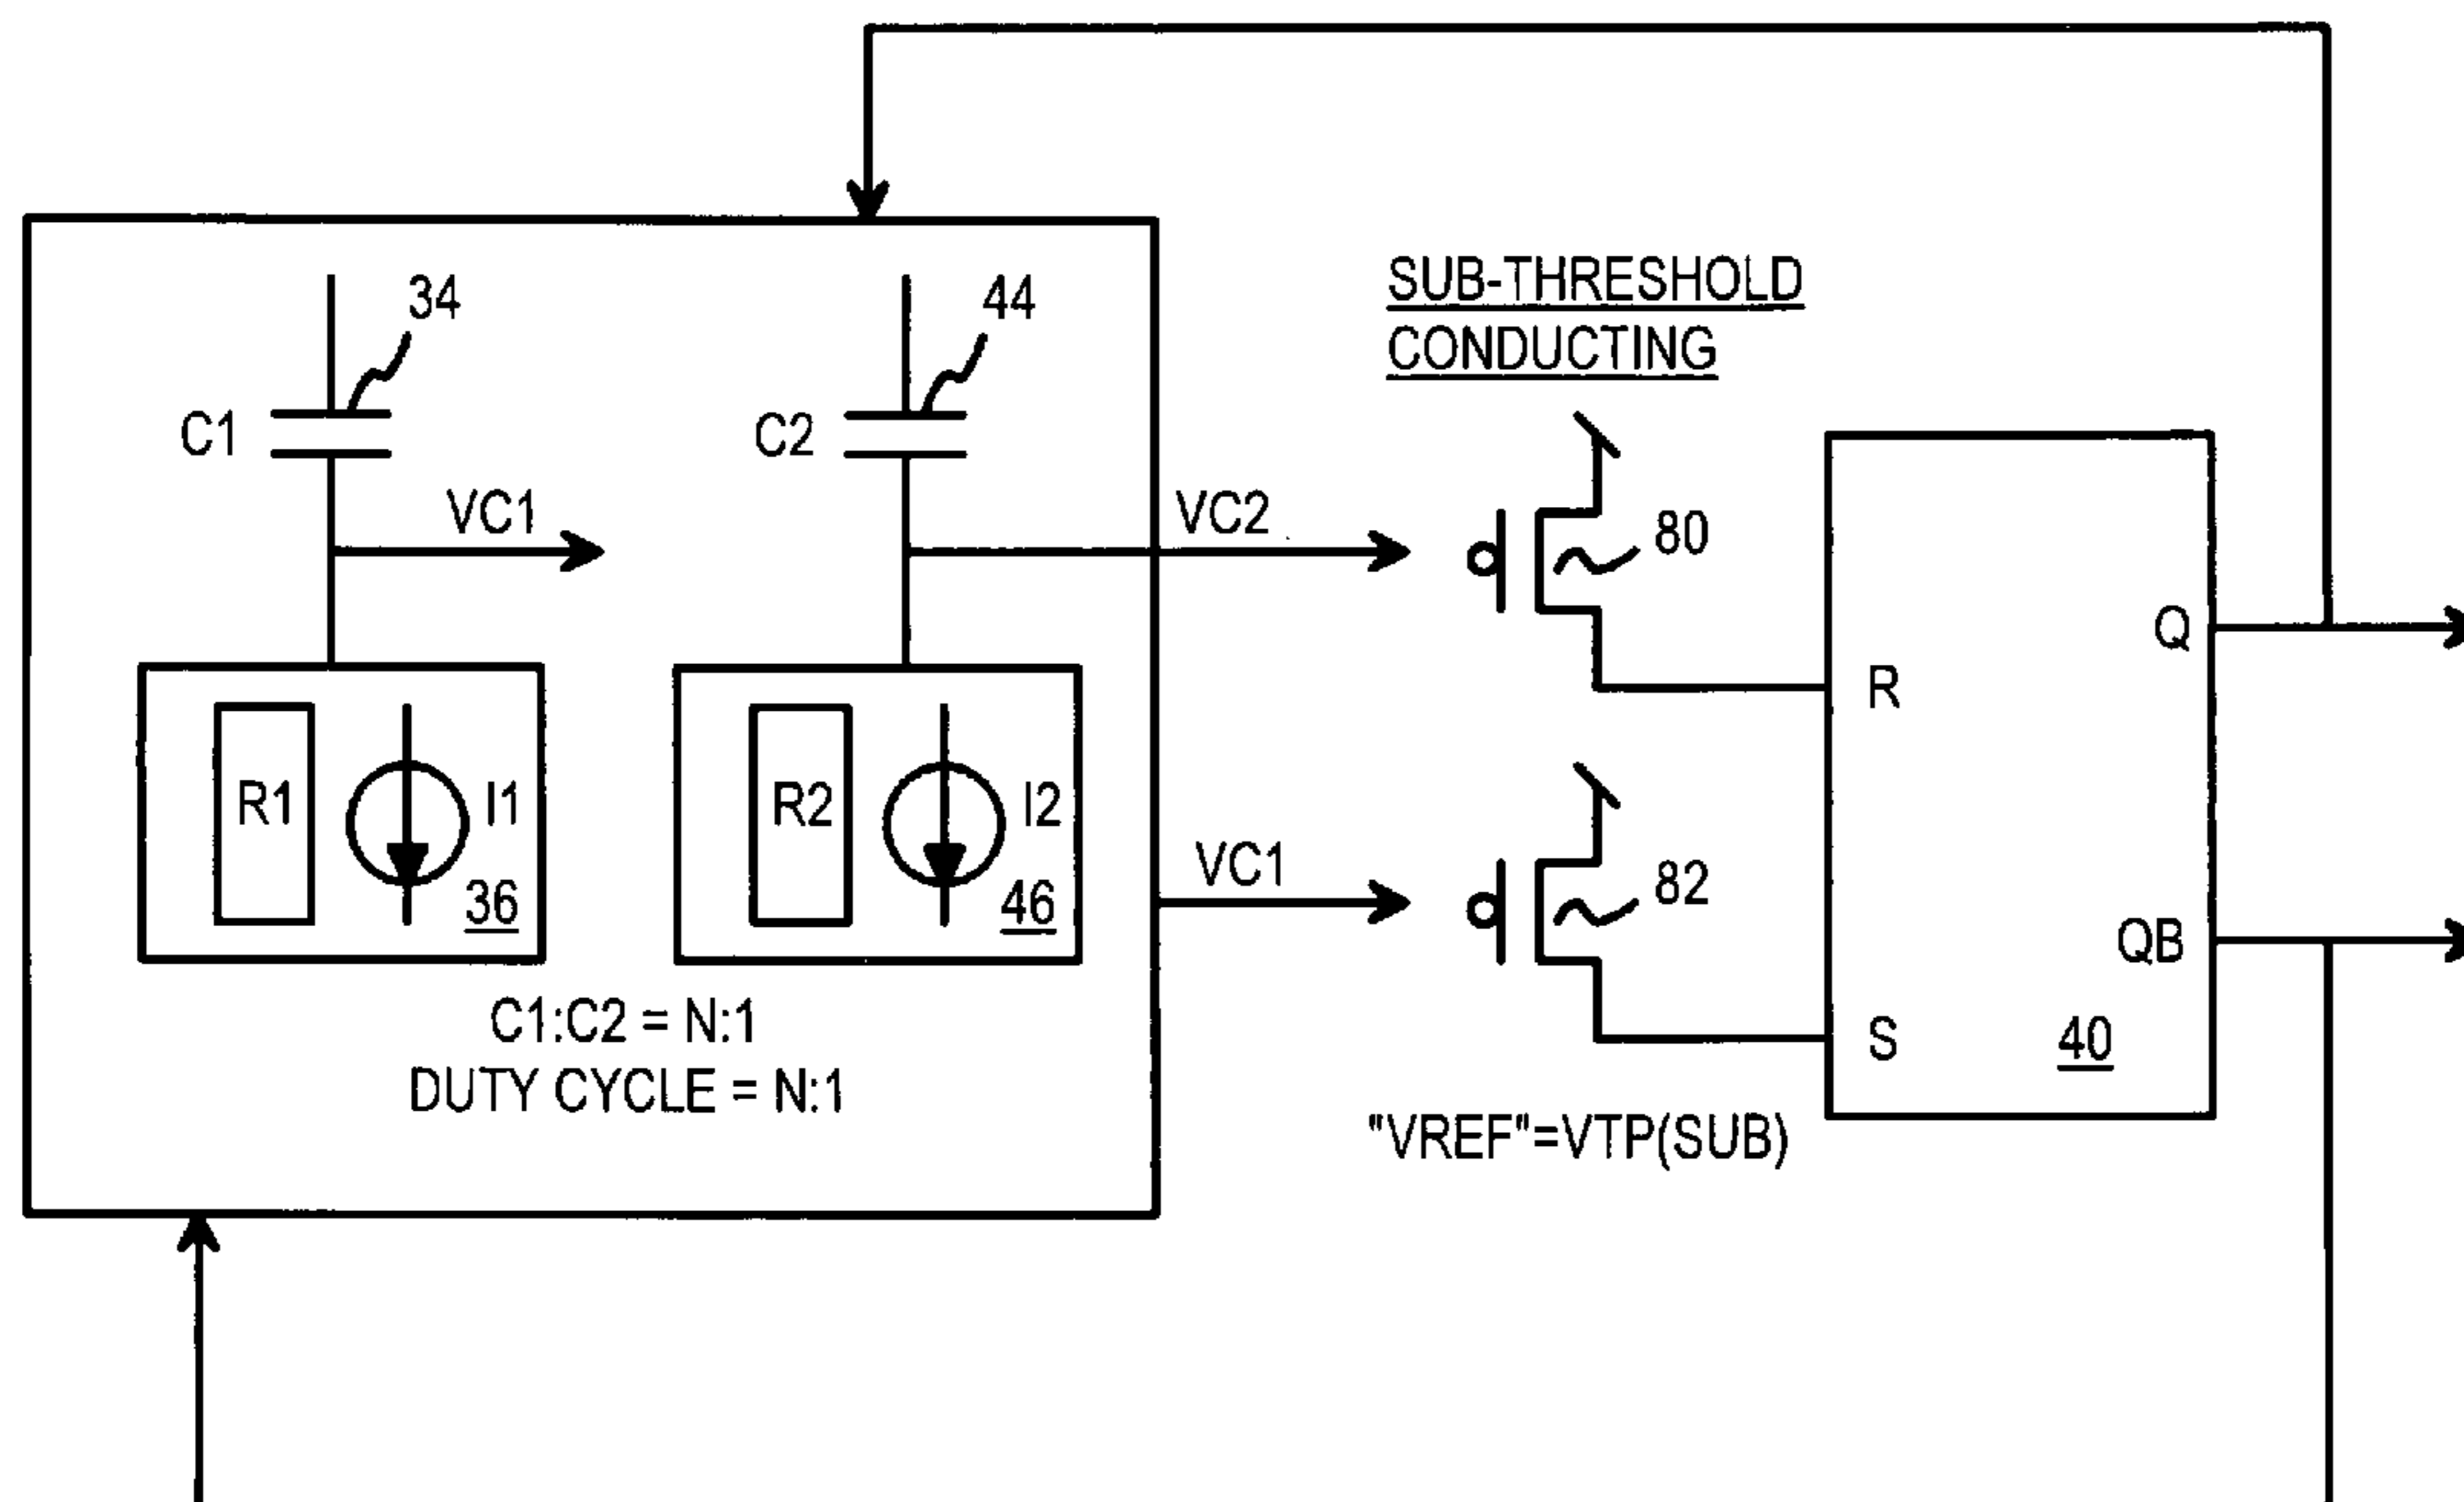 SUB-THRESHOLD
CONDUCTING
34
44
C1
C2
VC1
VC2
80
Q
R
R1
I1
36
R2
I2
46
VC1
82
QB
S
40
C1:C2 = N:1
DUTY CYCLE = N:1
"VREF"=VTP(SUB)